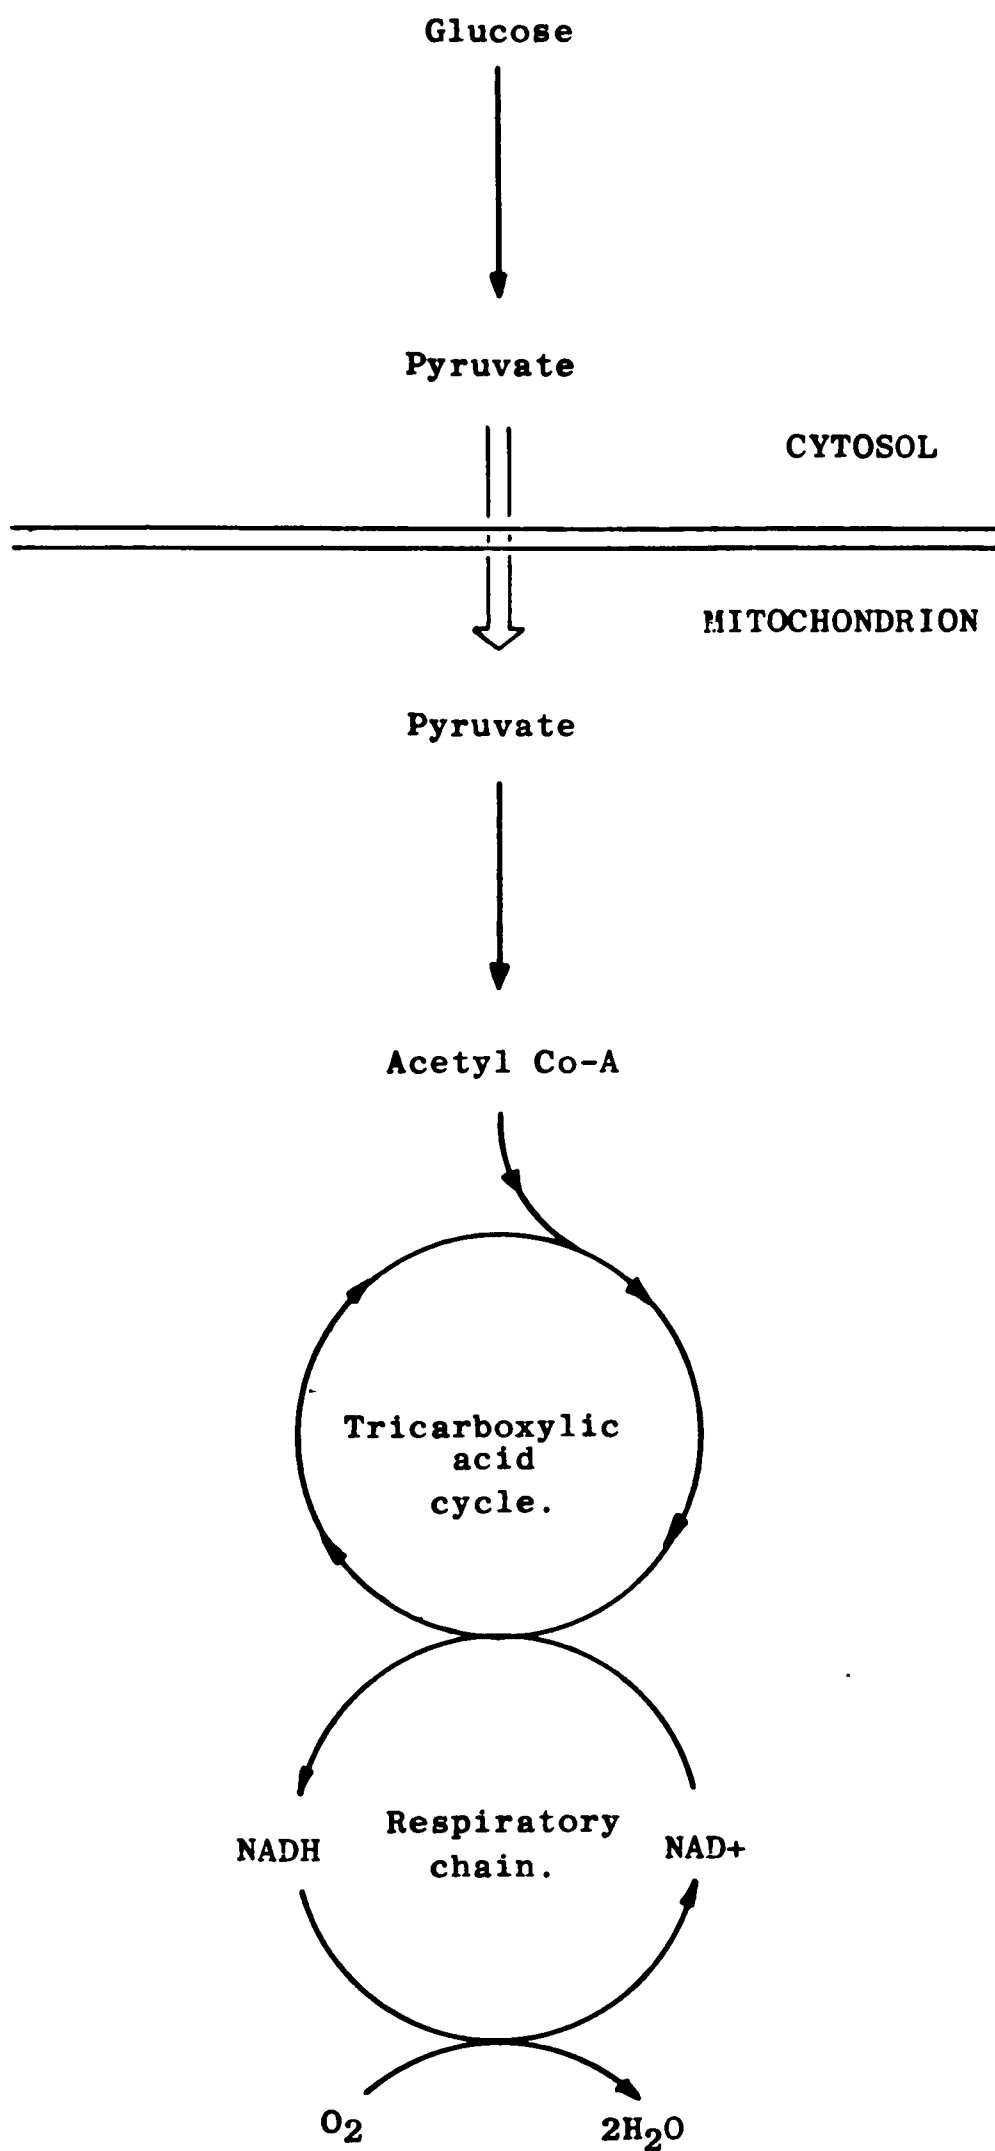 Glucose
Pyruvate
CYTOSOL
MITOCHONDRION
Pyruvate
Acetyl Co-A
Tricarboxylic
acid
cycle.
Respiratory
chain.
NADH
NAD+
O₂
2H₂O